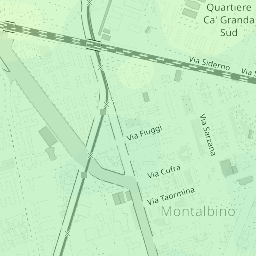 Quartiere
Ca' Granda
Sud
Via Siderno
Via Sarzana
Via Fiuggi
Via Cufra
Via Taormina
Montalbino